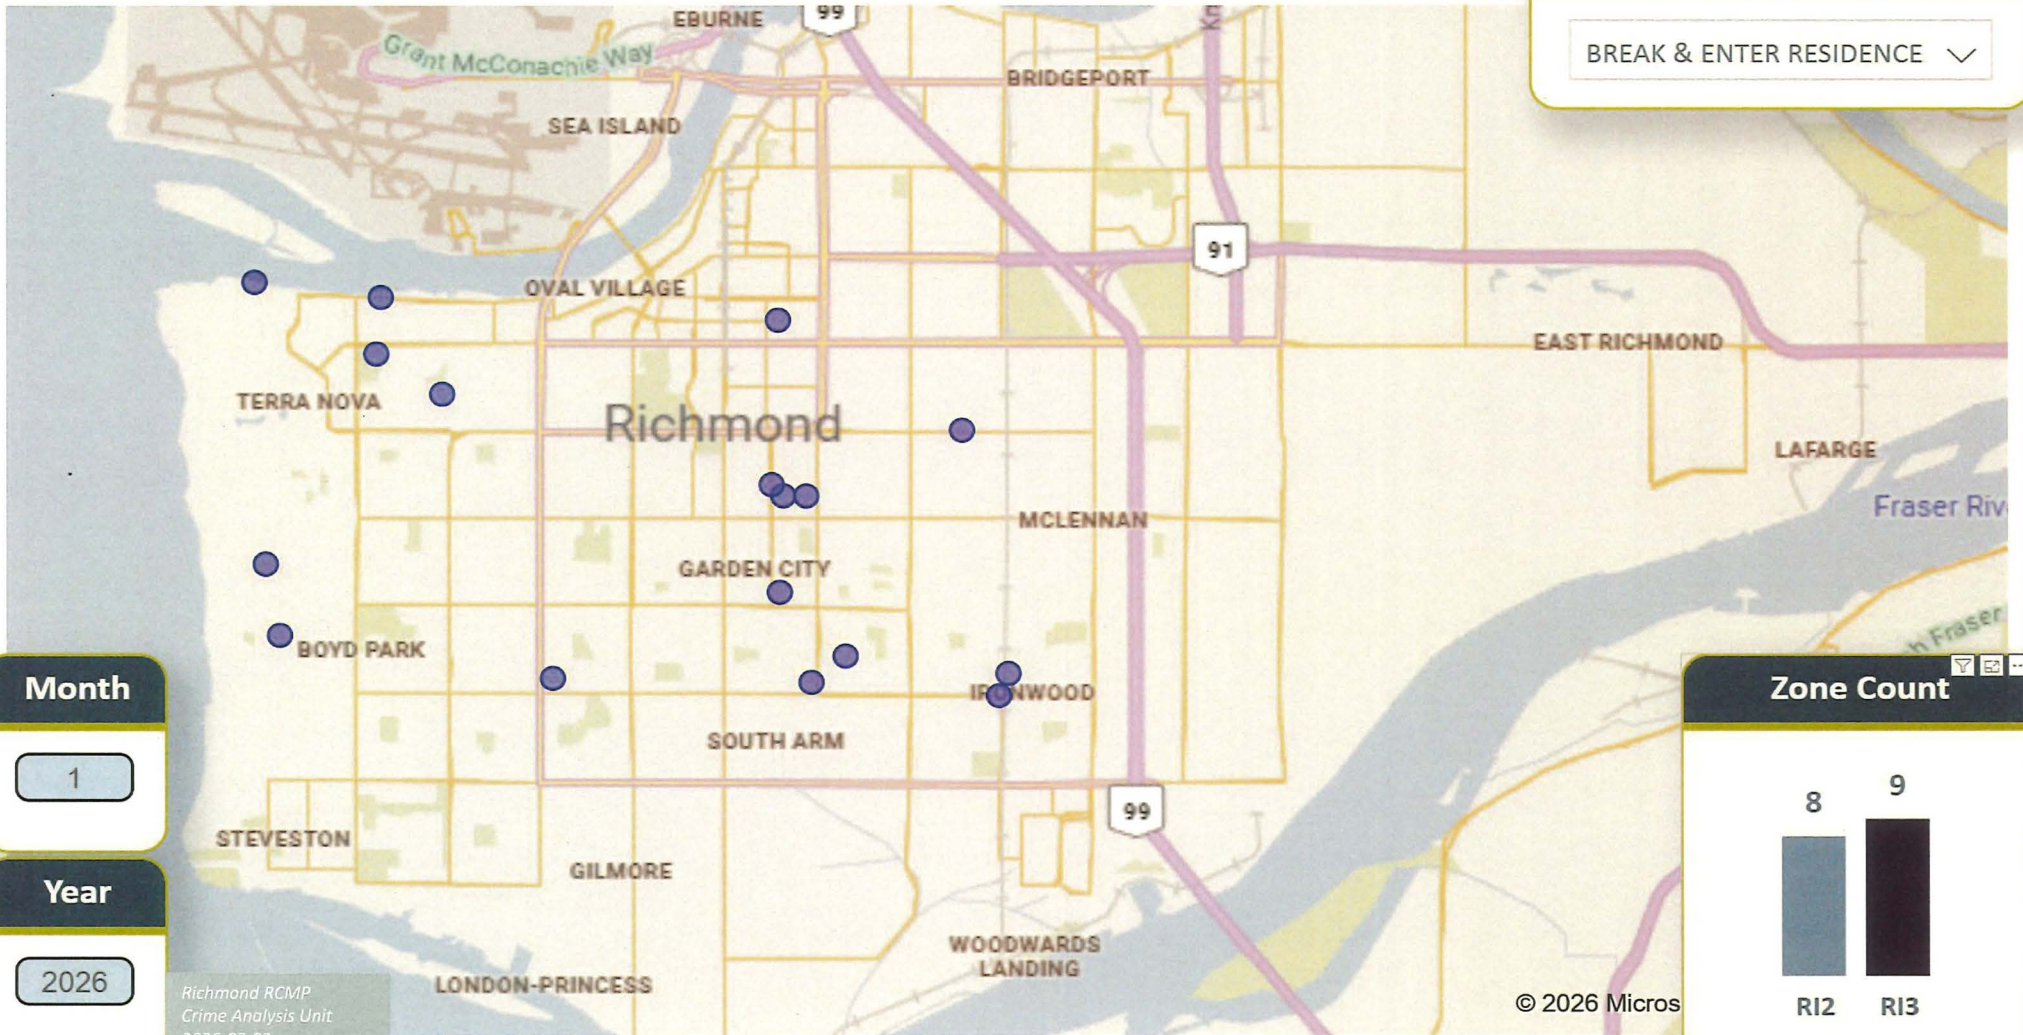 EBURNE
99
Grant McConachie Way
BRIDGEPORT
BREAK & ENTER RESIDENCE
SEA ISLAND
91
OVAL VILLAGE
EAST RICHMOND
TERRA NOVA
Richmond
LAFARGE
Fraser Riv
MCLENNAN
GARDEN CITY
BOYD PARK
Fraser
Month
1
IRONWOOD
Zone Count
SOUTH ARM
8
9
99
STEVESTON
GILMORE
Year
2026
WOODWARDS
LANDING
LONDON-PRINCESS
Richmond RCMP
Crime Analysis Unit
© 2026 Micros
RI2
RI3